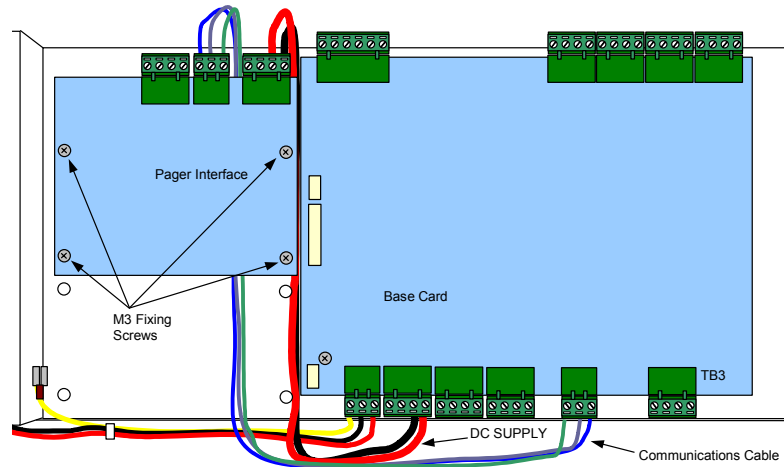 Pager Interface
Base Card
M3 Fixing
Screws
TB3
DC SUPPLY
Communications Cable